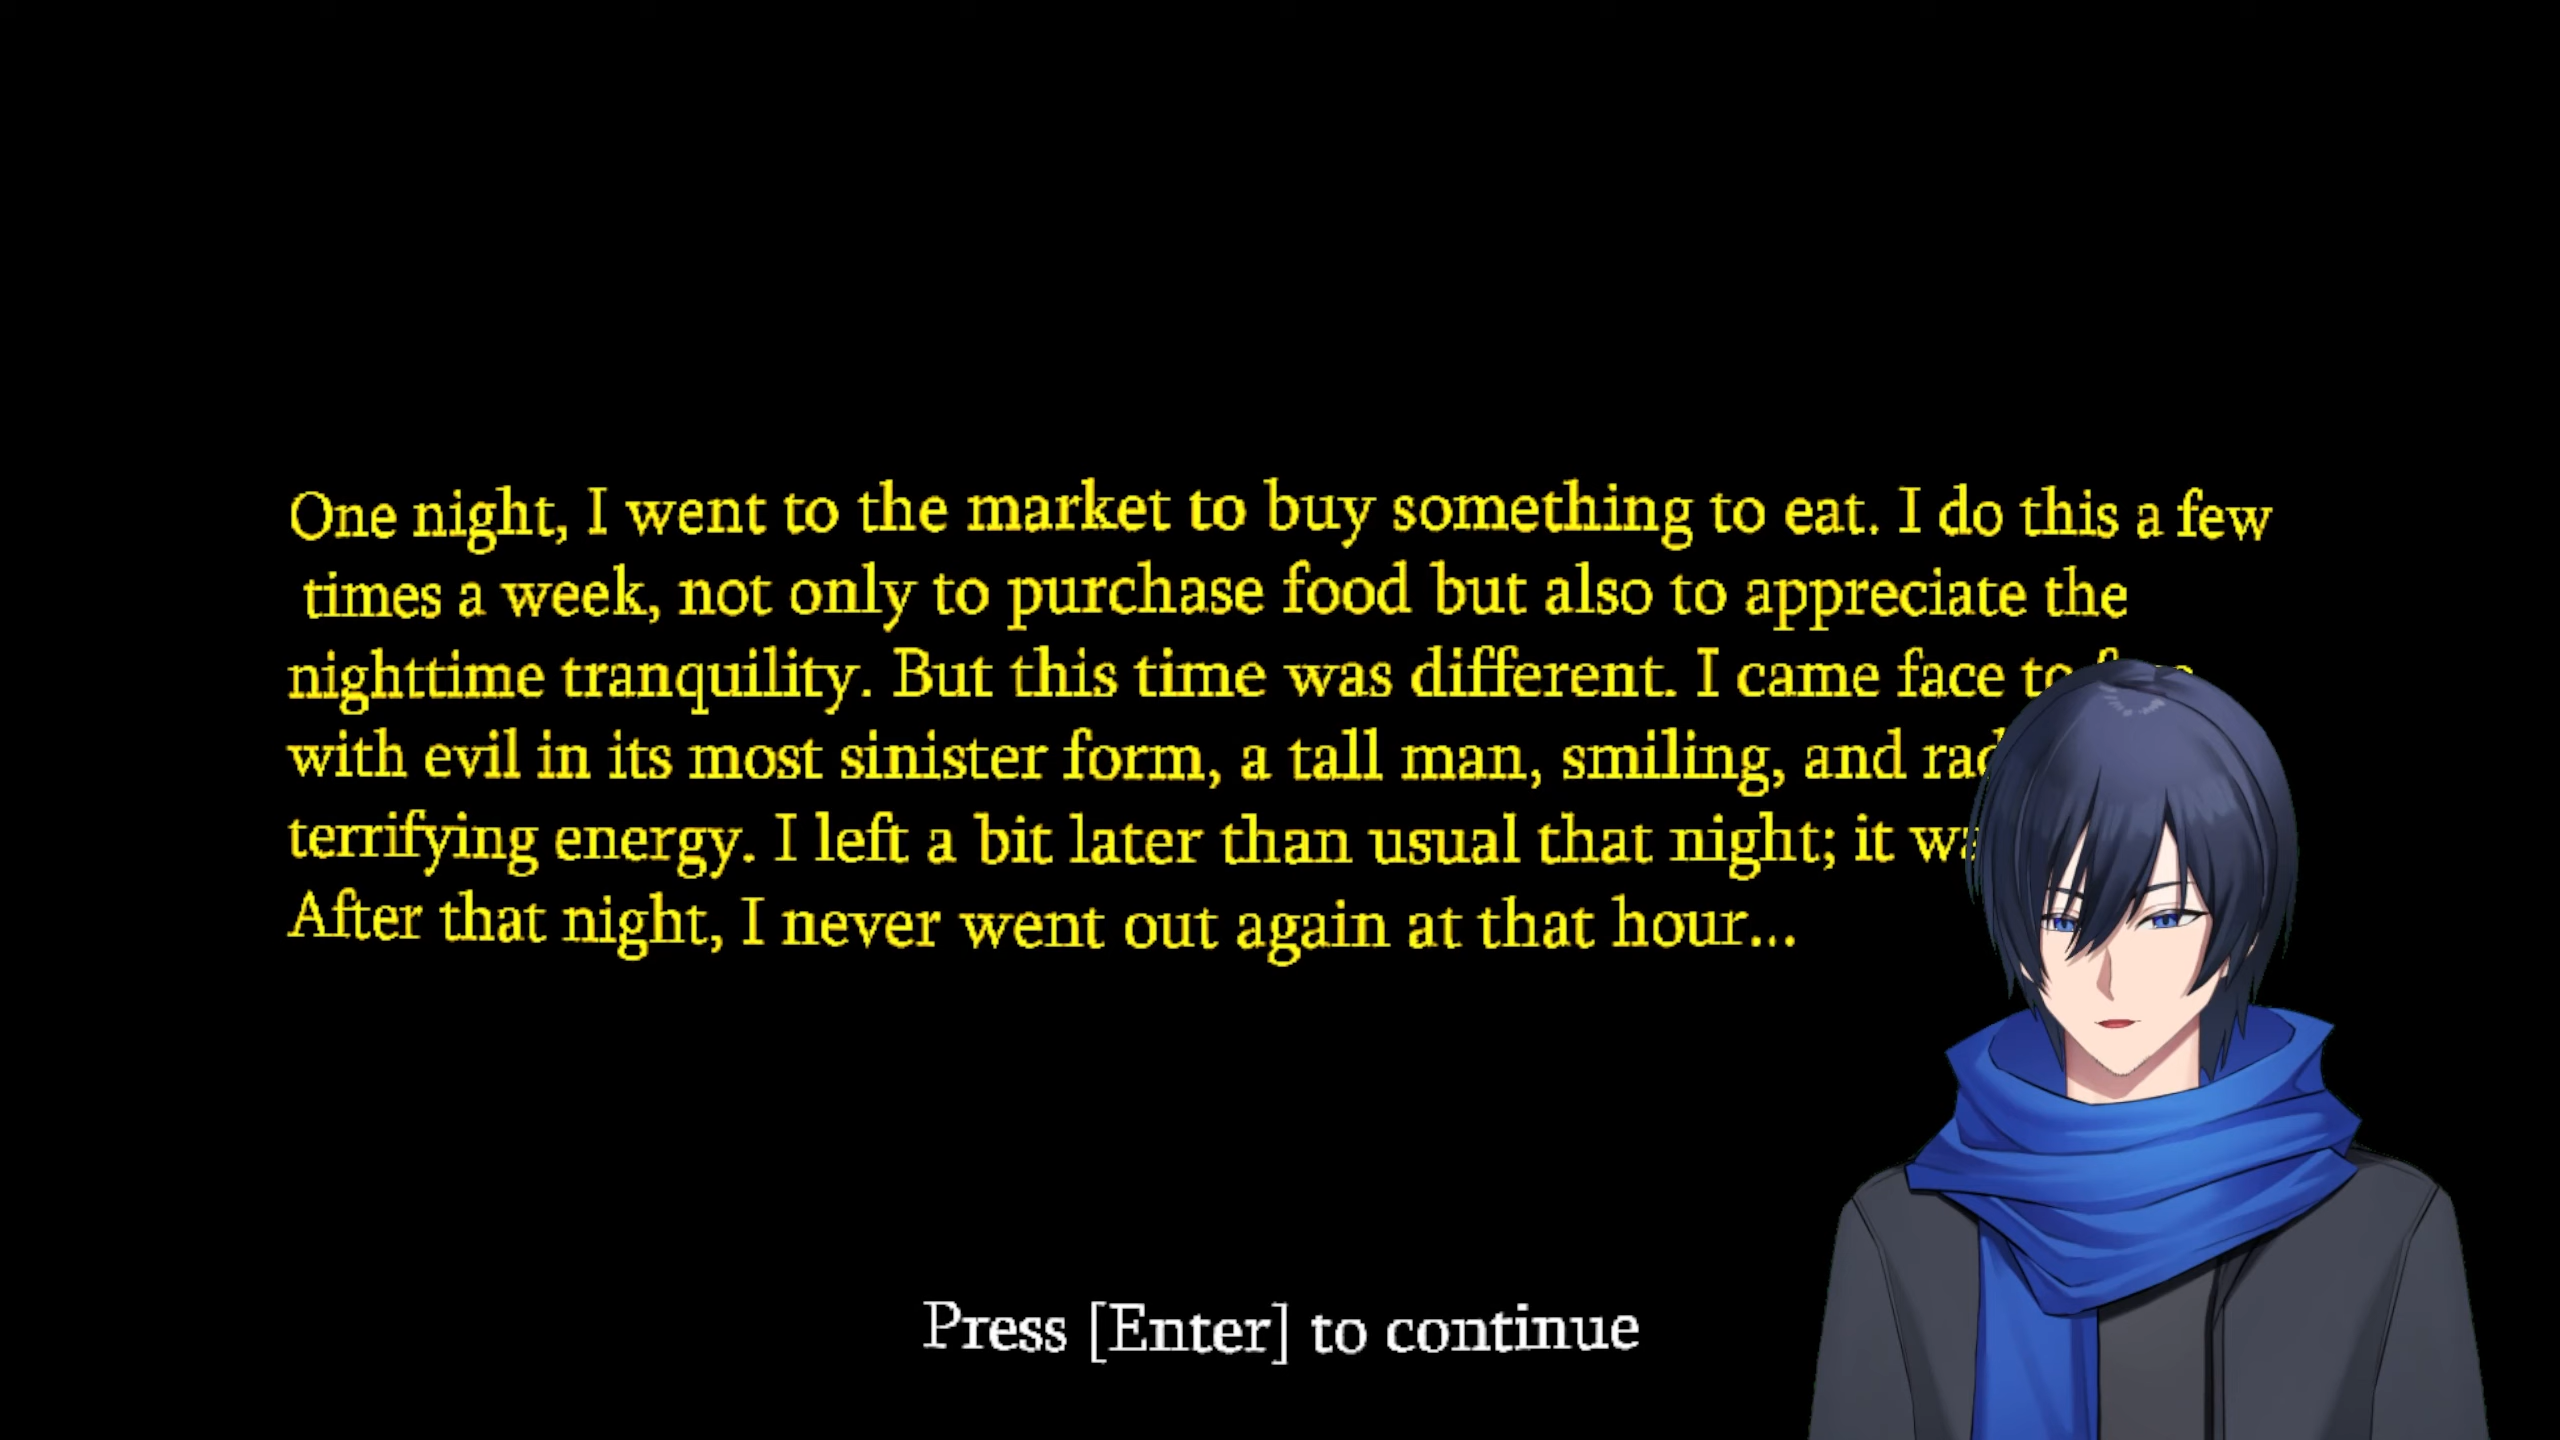 One night, I went to the market to buy something to eat. I do this a few
times a week, not only to purchase food but also to appreciate the
nighttime tranquility. But this time was different. I came face to
with evil in its most sinister form, a tall man, smiling, and
terrifying energy. I left a bit later than usual that night; it
After that night, I never went out again at that hour...
Press [Enter] to continue